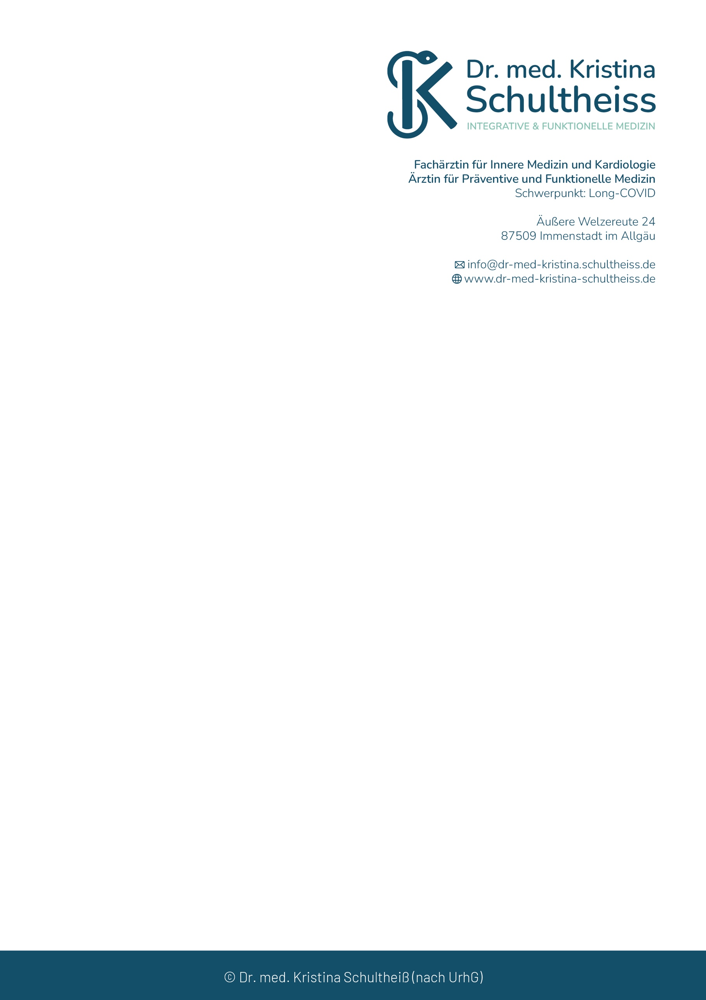 Dr. med. Kristina
Schultheiss
INTEGRATIVE & FUNKTIONELLE MEDIZIN
Fachärztin für Innere Medizin und Kardiologie
Ärztin für Präventive und Funktionelle Medizin
Schwerpunkt: Long-COVID
Äußere Welzereute 24
87509 Immenstadt im Allgäu
info@dr-med-kristina.schultheiss.de
www.dr-med-kristina-schultheiss.de
© Dr. med. Kristina Schultheiß (nach UrhG)